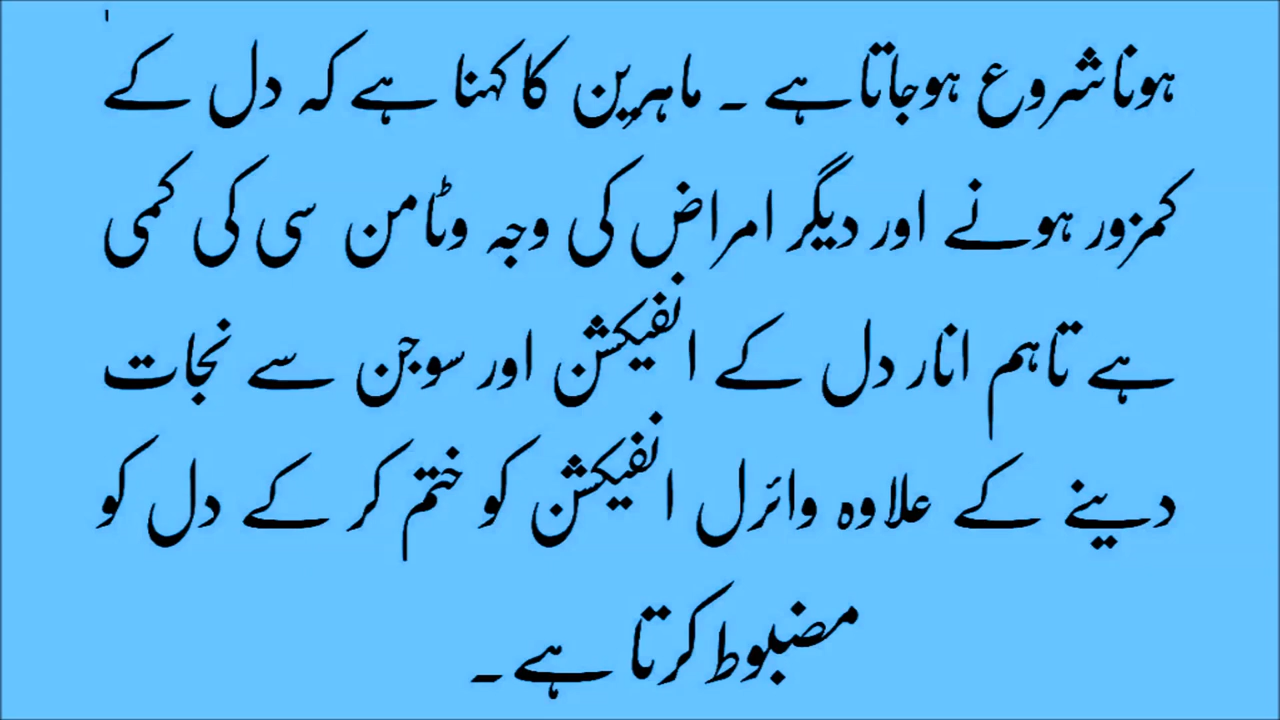 ہونا شروع ہو جاتا ہے ۔ ماہرین کا کہنا ہے کہ دل کے
کمزور ہونے اور دیگر امراض کی وجہ وٹامن سی کی کمی
ہے تاہم انار دل کے انفیکشن اور سوجن سے نجات
دینے کے علاوہ وائرل انفیکشن کو ختم کر کے دل کو
مضبوط کرتا ہے ۔